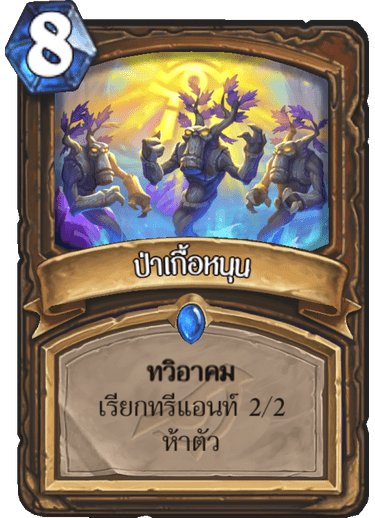 8
ป่าเกื้อหนุน
ทวิอาคม
เรียกทรีแอนท์ 2/2
ห้าตัว